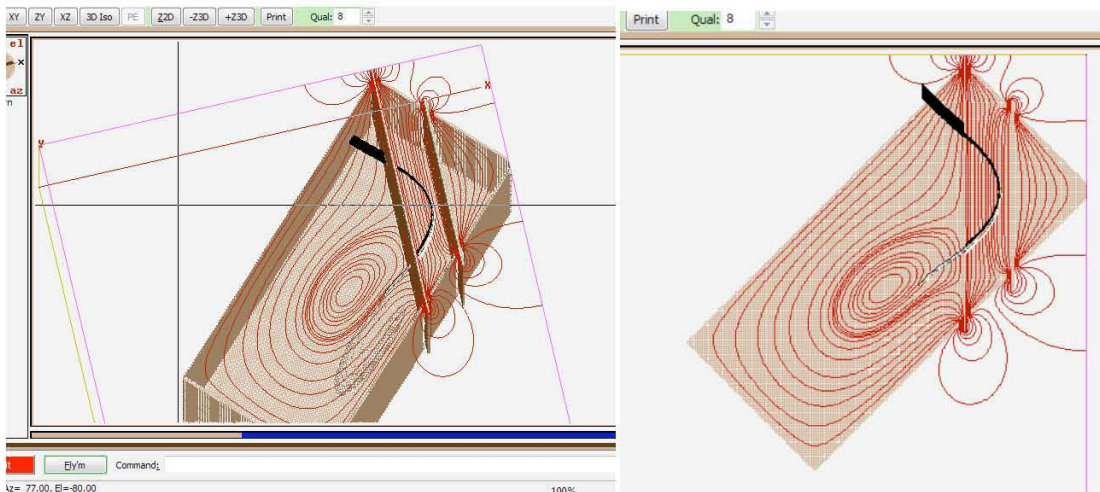 XY YZ XZ 3D Iso PE Z2D -Z3D +Z3D Print Qual: 8
Print Qual: 8
el
x
az
X
Y
Fly'm Command:
Az= 77.00, El=-80.00
100%